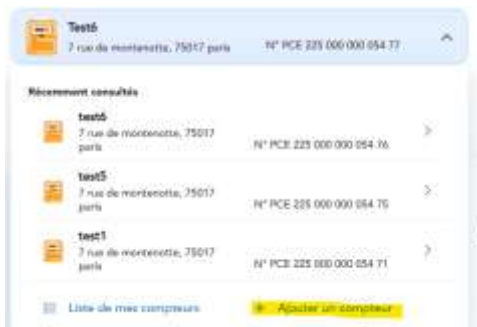 Test6
7 rue de montenotte, 75017 paris N° PCE 225 000 000 054 77
Récemment consultés
test6
7 rue de montenotte, 75017
paris
N° PCE 225 000 000 054 76
test5
7 rue de montenotte, 75017
paris
N° PCE 225 000 000 054 75
test1
7 rue de montenotte, 75017
paris
N° PCE 225 000 000 054 71
Liste de mes compteurs
Ajouter un compteur